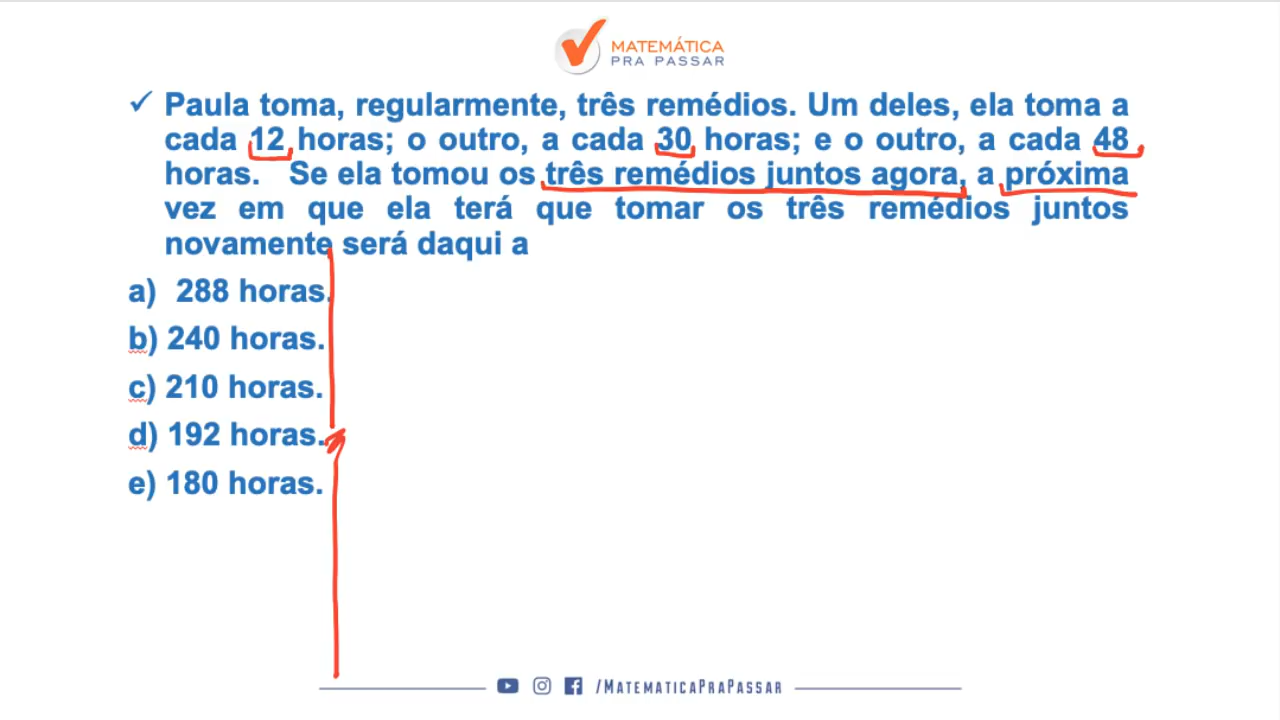 MATEMÁTICA
PRA PASSAR
✓ Paula toma, regularmente, três remédios. Um deles, ela toma a
cada 12 horas; o outro, a cada 30 horas; e o outro, a cada 48
horas. Se ela tomou os três remédios juntos agora, a próxima
vez em que ela terá que tomar os três remédios juntos
novamente será daqui a
a) 288 horas.
b) 240 horas.
c) 210 horas.
d) 192 horas.
e) 180 horas.
/MATEMATICAPRAPASSAR